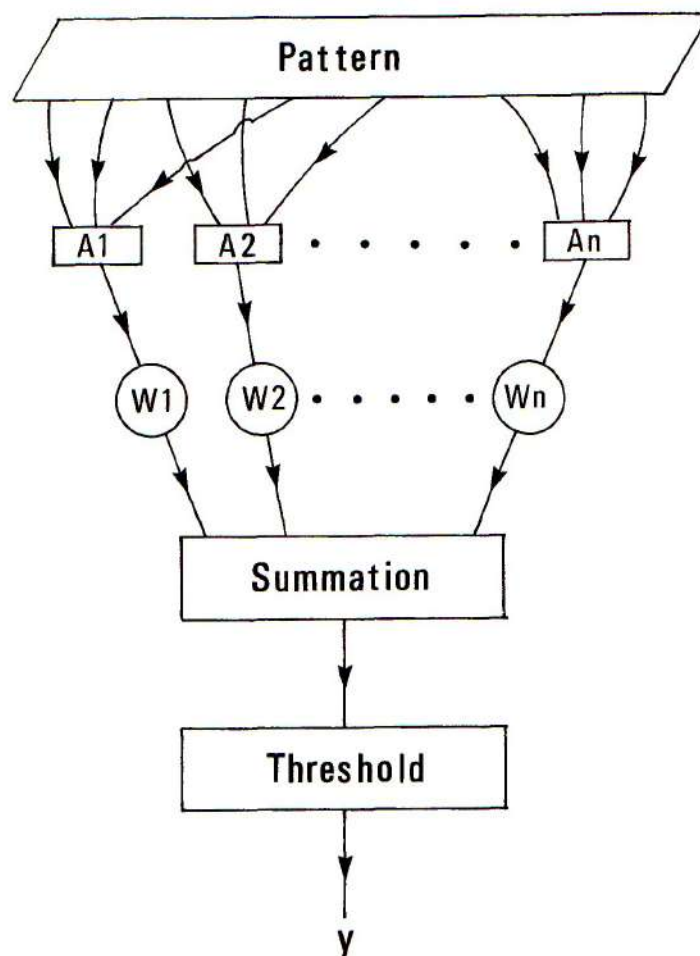 Pattern
A1 A2 . . . . . An
W1 W2 . . . . . Wn
Summation
Threshold
y